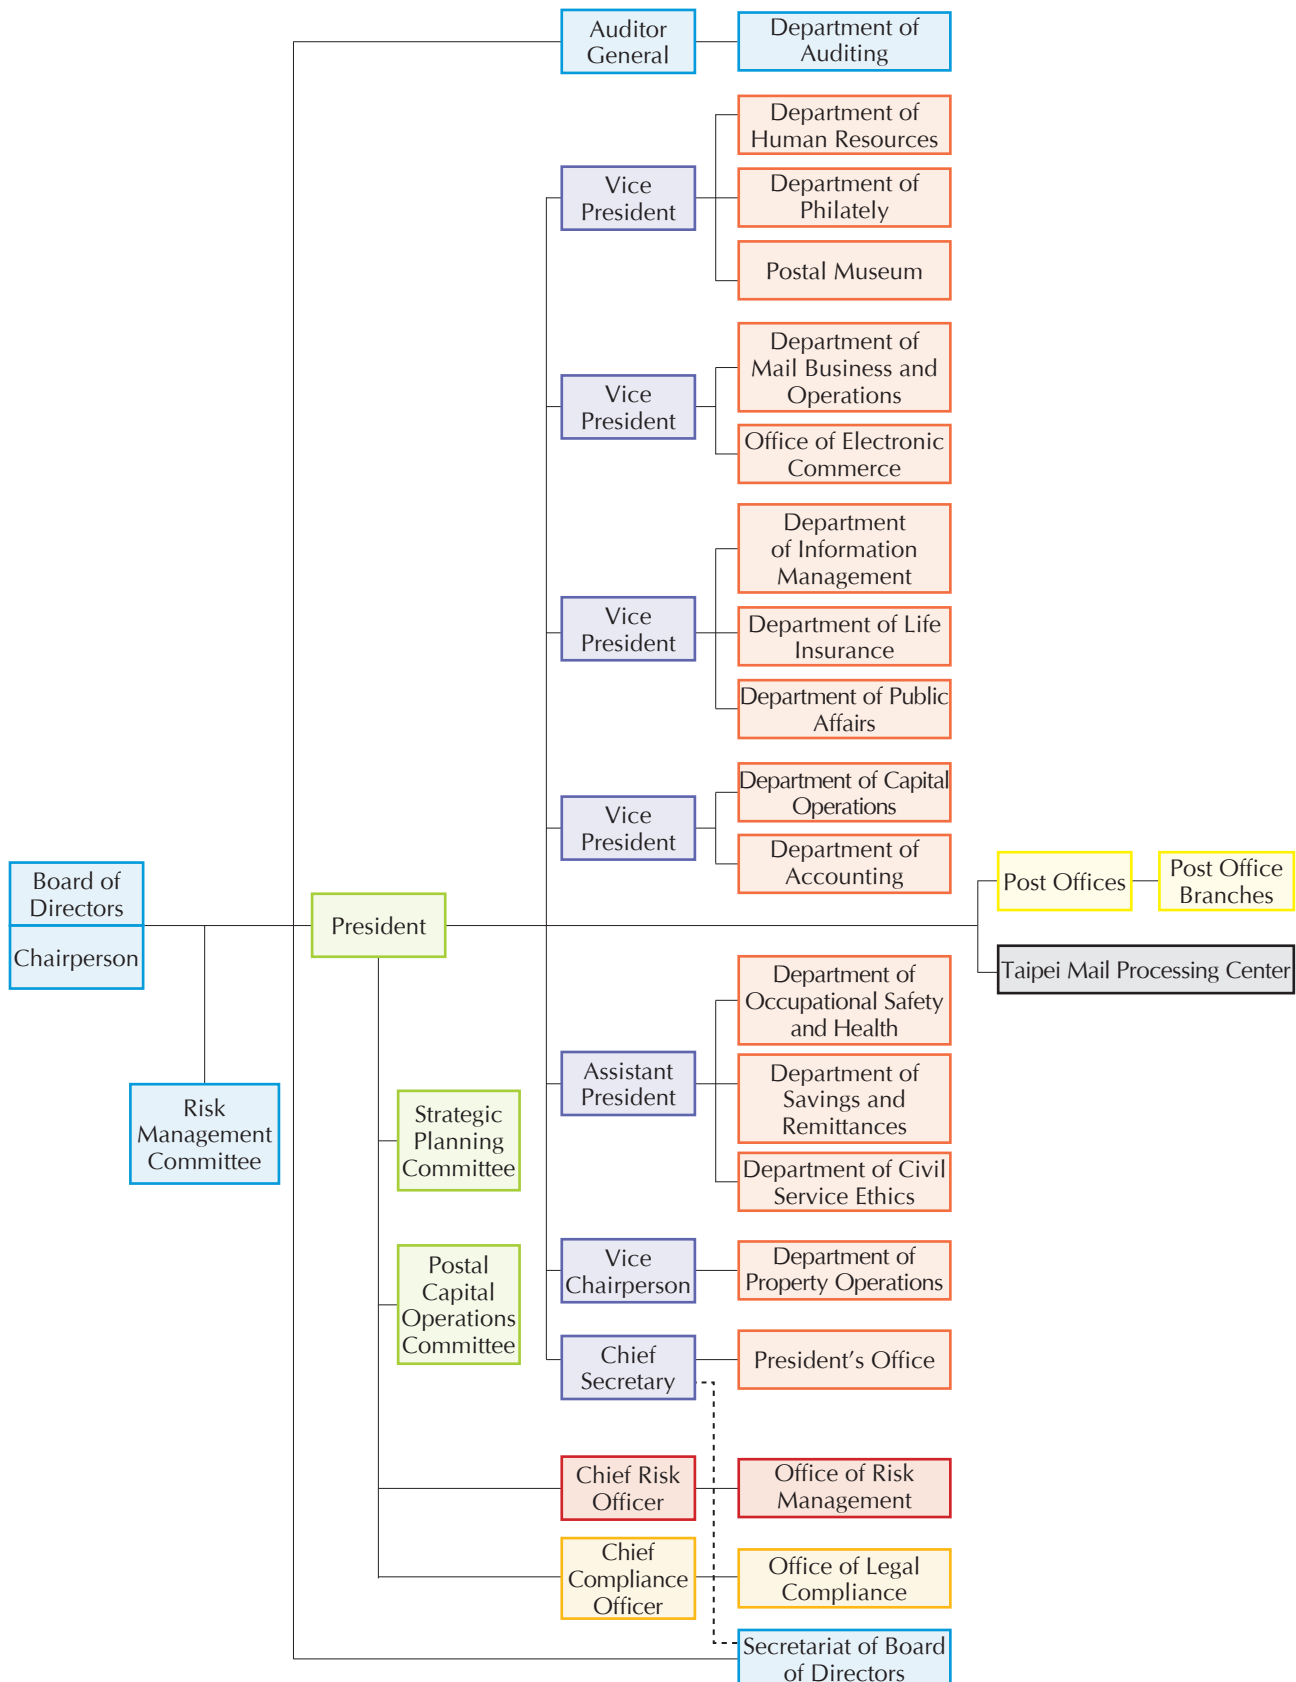 Auditor
General
Department of
Auditing
Department of
Human Resources
Vice
President
Department of
Philately
Postal Museum
Department of
Mail Business and
Operations
Vice
President
Office of Electronic
Commerce
Department
of Information
Management
Vice
President
Department of Life
Insurance
Department of Public
Affairs
Department of Capital
Operations
Vice
President
Department of
Accounting
Board of
Directors
Chairperson
President
Post Offices
Post Office
Branches
Taipei Mail Processing Center
Risk
Management
Committee
Strategic
Planning
Committee
Postal
Capital
Operations
Committee
Department of
Occupational Safety
and Health
Assistant
President
Department of
Savings and
Remittances
Department of Civil
Service Ethics
Vice
Chairperson
Department of
Property Operations
Chief
Secretary
President’s Office
Chief Risk
Officer
Office of Risk
Management
Chief
Compliance
Officer
Office of Legal
Compliance
Secretariat of Board
of Directors